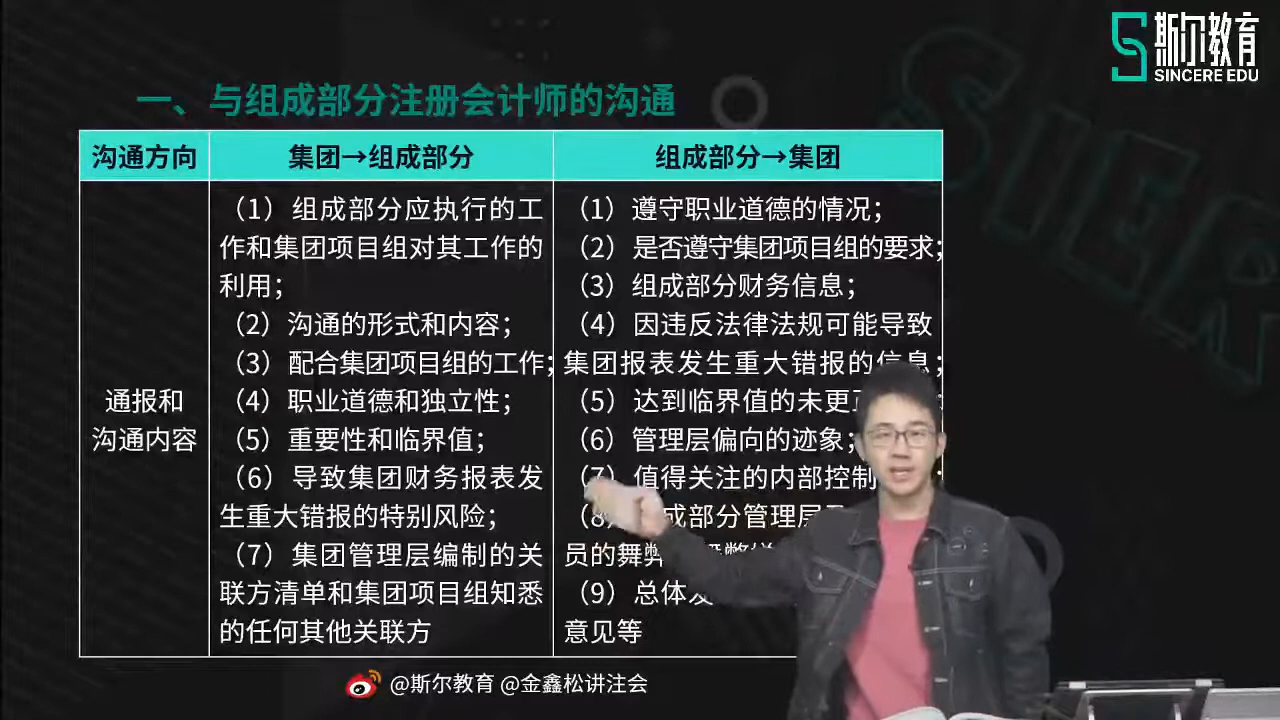 斯尔教育
SINCERE EDU
一、与组成部分注册会计师的沟通
沟通方向
集团→组成部分
组成部分→集团
通报和
沟通内容
（1）组成部分应执行的工
作和集团项目组对其工作的
利用；
（2）沟通的形式和内容；
（3）配合集团项目组的工作；
（4）职业道德和独立性；
（5）重要性和临界值；
（6）导致集团财务报表发
生重大错报的特别风险；
（7）集团管理层编制的关
联方清单和集团项目组知悉
的任何其他关联方
（1）遵守职业道德的情况；
（2）是否遵守集团项目组的要求；
（3）组成部分财务信息；
（4）因违反法律法规可能导致
集团报表发生重大错报的信息；
（5）达到临界值的未更
（6）管理层偏向的迹象；
（7）值得关注的内部控制
（8 成部分管理层
员的舞弊
（9）总体发
意见等
@斯尔教育 @金鑫松讲注会